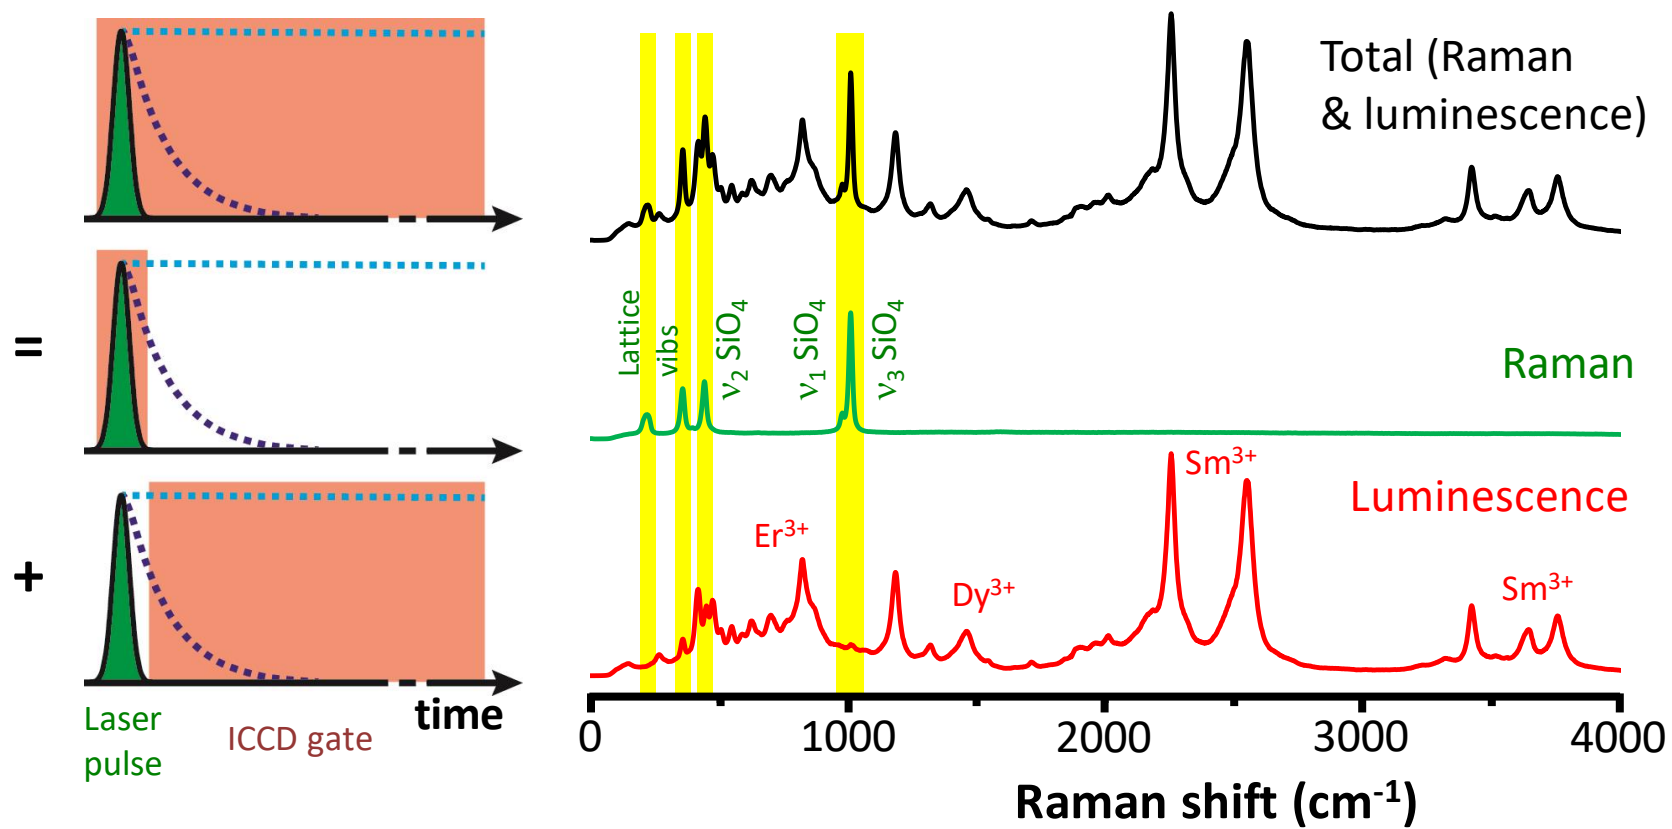 Total (Raman
& luminescence)
=
Lattice
vibs
ν₂ SiO₄
ν₁ SiO₄
ν₃ SiO₄
Raman
+
Sm³⁺
Luminescence
Er³⁺
Dy³⁺
Sm³⁺
time
Laser
pulse
ICCD gate
0
1000
2000
3000
4000
Raman shift (cm⁻¹)